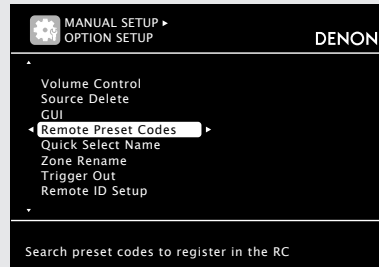 MANUAL SETUP
OPTION SETUP
DENON
Volume Control
Source Delete
GUI
Remote Preset Codes
Quick Select Name
Zone Rename
Trigger Out
Remote ID Setup
Search preset codes to register in the RC